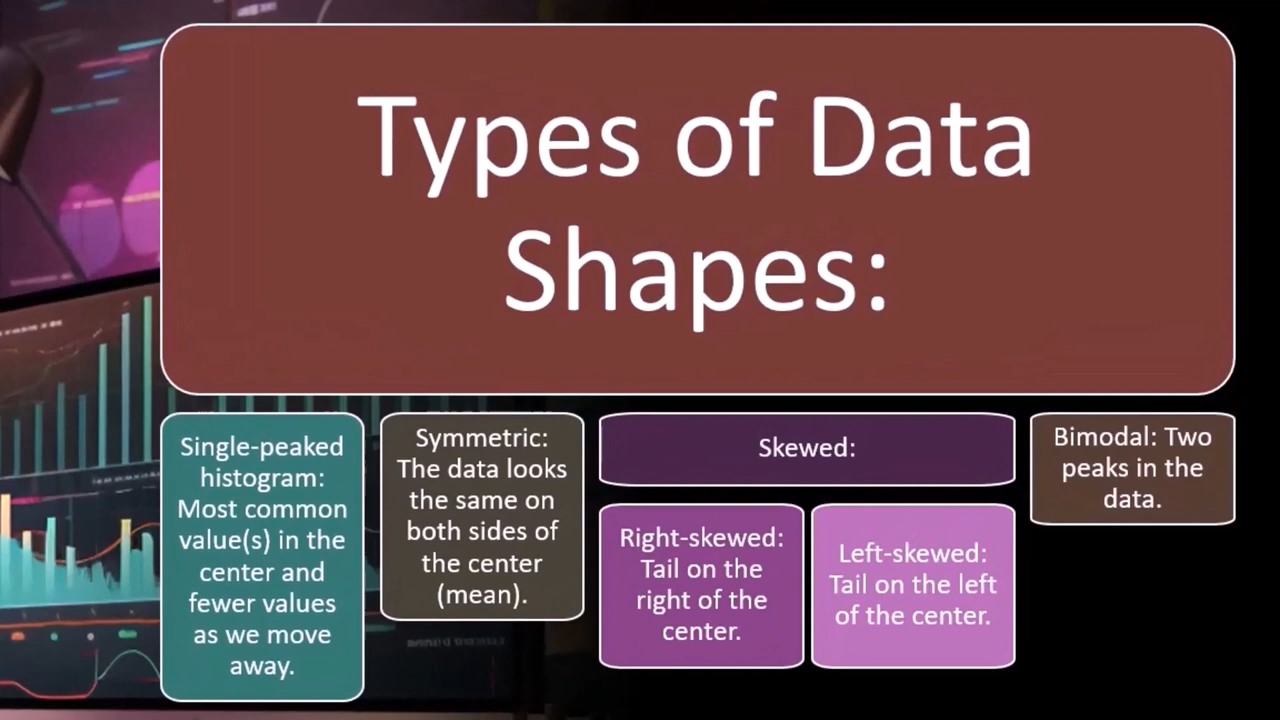 Types of Data
Shapes:
Single-peaked
histogram:
Most common
value(s) in the
center and
fewer values
as we move
away.
Symmetric:
The data looks
the same on
both sides of
the center
(mean).
Skewed:
Right-skewed:
Tail on the
right of the
center.
Left-skewed:
Tail on the left
of the center.
Bimodal: Two
peaks in the
data.